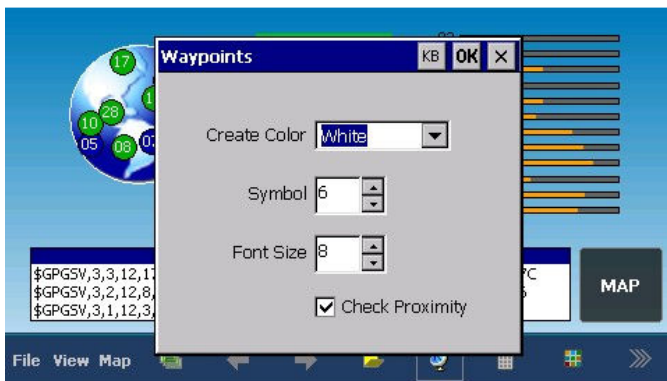 17
Waypoints KB OK
28
10
05 08
Create Color White
Symbol 6
Font Size 8
Check Proximity
$GPGSV,3,3,12,17
$GPGSV,3,2,12,8,
$GPGSV,3,1,12,3,
MAP
File View Map